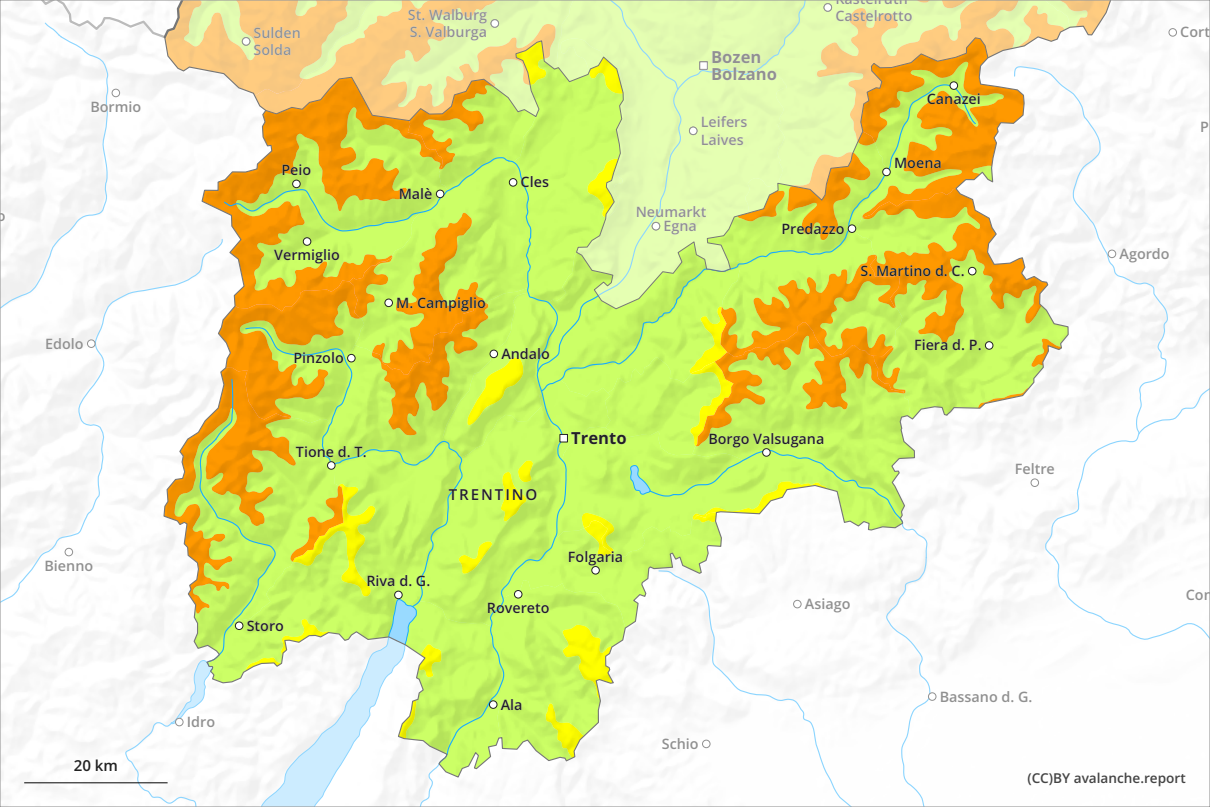 St. Walburg
S. Valburga
Kastelruth
Castelrotto
Sulden
Solda
Cort
Bozen
Bolzano
Bormio
Canazei
Leifers
Laives
P
Moena
Peio
Malè
Cles
Neumarkt
Egna
Predazzo
Vermiglio
Agordo
S. Martino d. C.
M. Campiglio
Edolo
Pinzolo
Andalo
Fiera d. P.
Trento
Borgo Valsugana
Tione d. T.
Feltre
TRENTINO
Bienno
Folgaria
Riva d. G.
Cor
Rovereto
Asiago
Storo
Bassano d. G.
Ala
Idro
Schio
20 km
(CC)BY avalanche.report